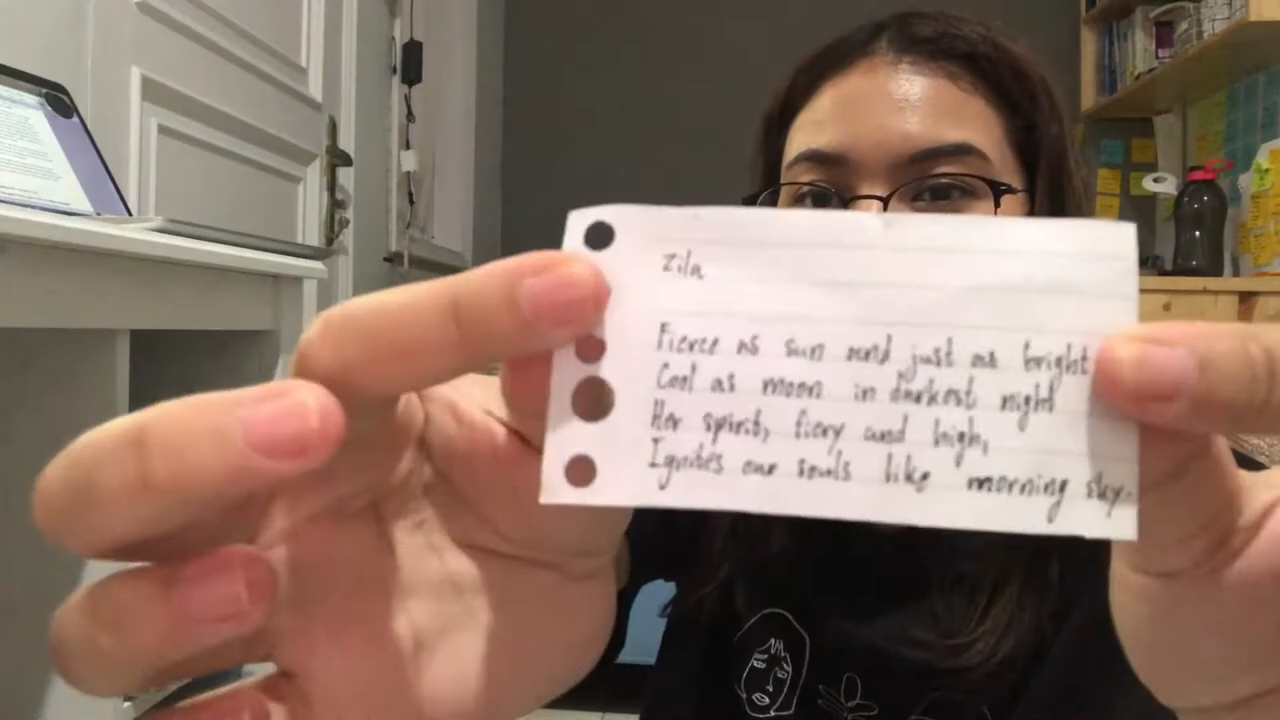 Zila
Fierce as sun and just as bright
Cool as moon in darkest night
Her spirit, fiery and high,
Ignites our souls like morning sky.